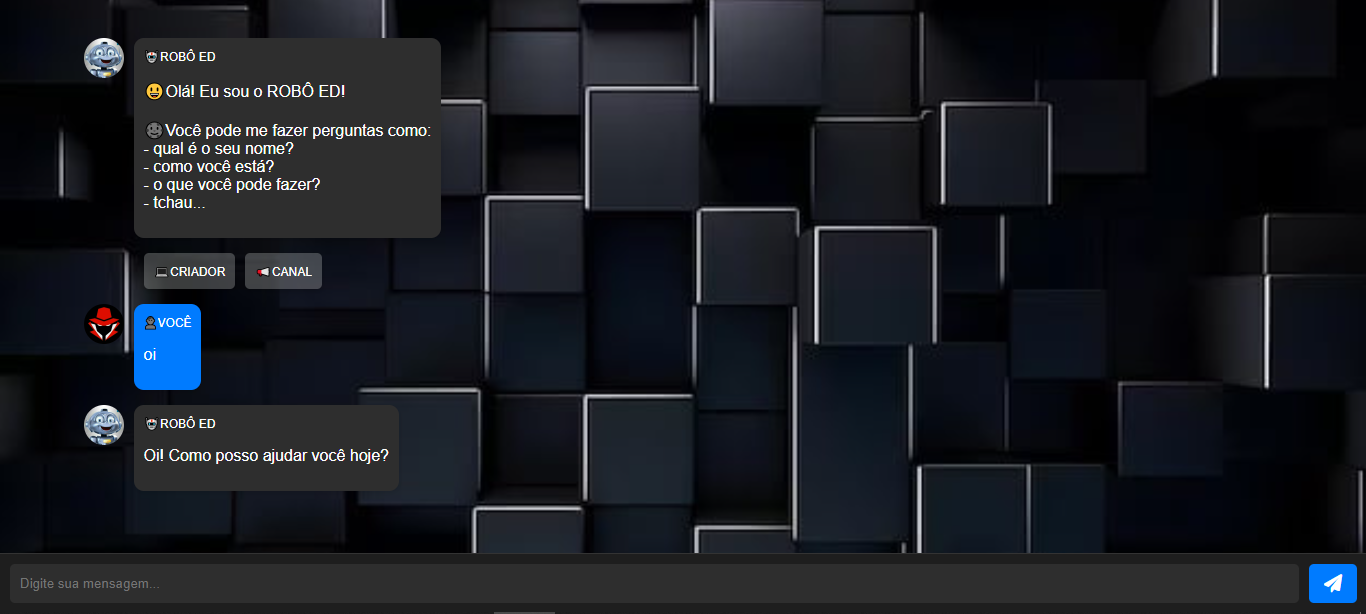 ROBÔ ED
😃Olá! Eu sou o ROBÔ ED!
Você pode me fazer perguntas como:
- qual é o seu nome?
- como você está?
- o que você pode fazer?
- tchau...
CRIADOR
CANAL
VOCÊ
oi
ROBÔ ED
Oi! Como posso ajudar você hoje?
Digite sua mensagem...